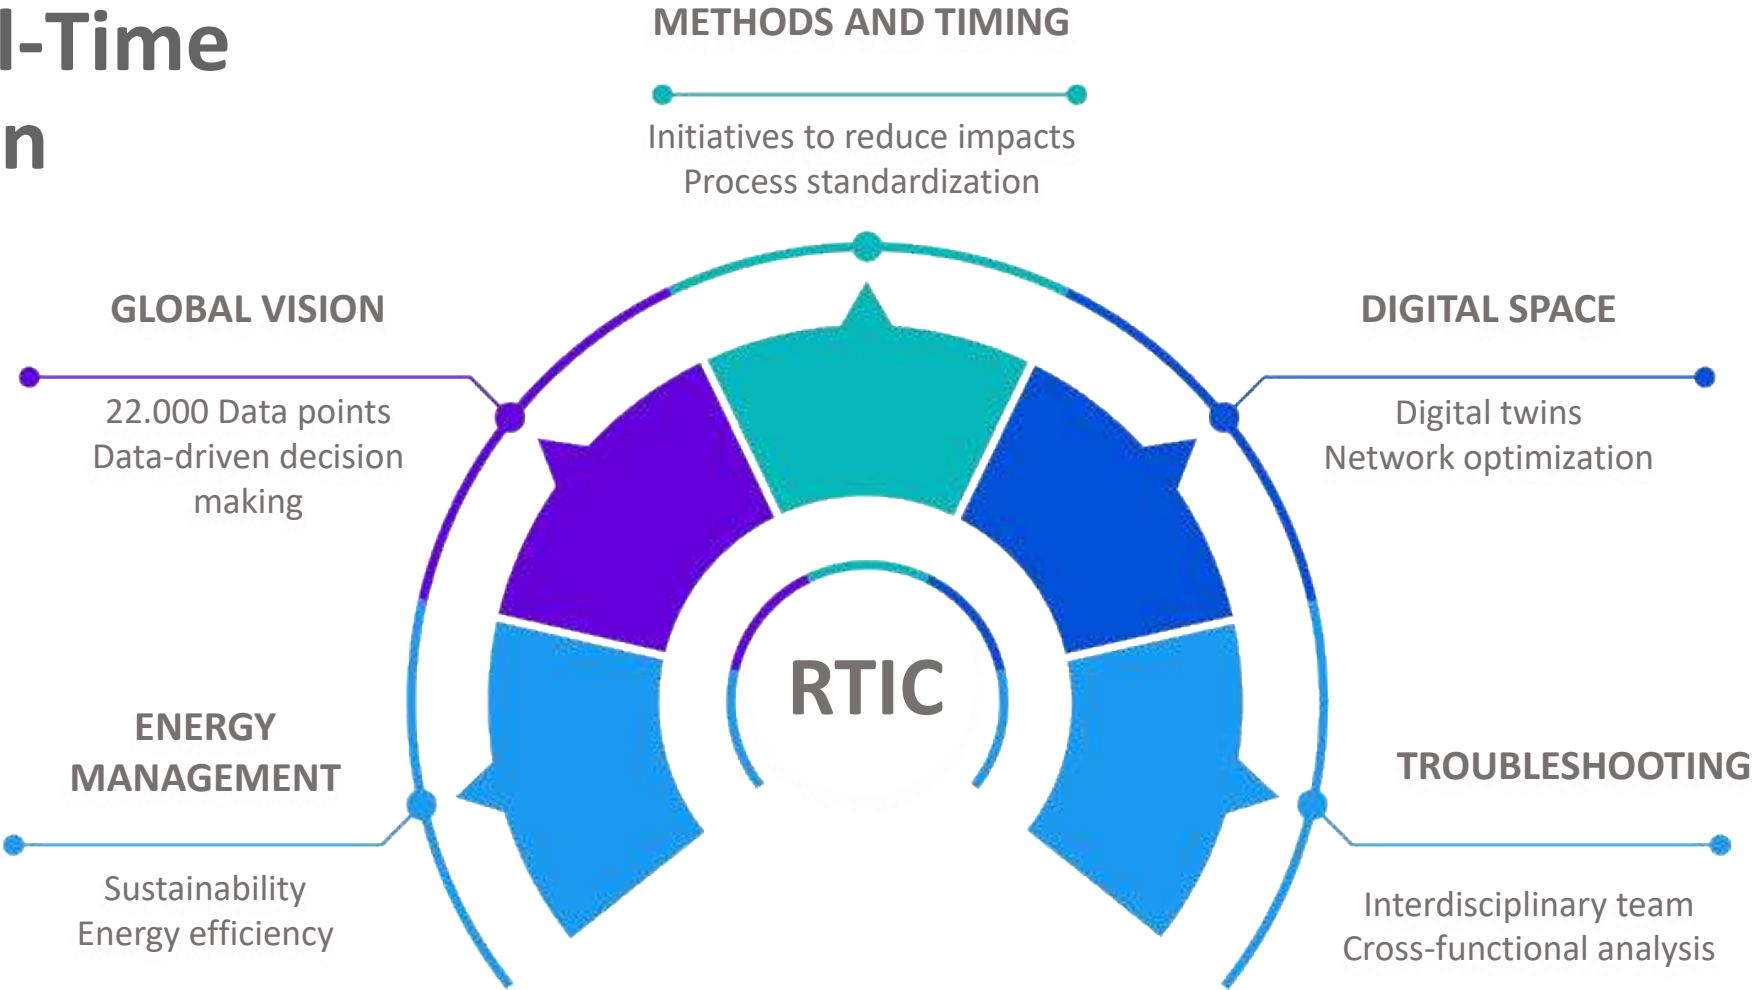 l-Time
n
METHODS AND TIMING
Initiatives to reduce impacts
Process standardization
GLOBAL VISION
22.000 Data points
Data-driven decision
making
DIGITAL SPACE
Digital twins
Network optimization
RTIC
ENERGY
MANAGEMENT
Sustainability
Energy efficiency
TROUBLESHOOTING
Interdisciplinary team
Cross-functional analysis